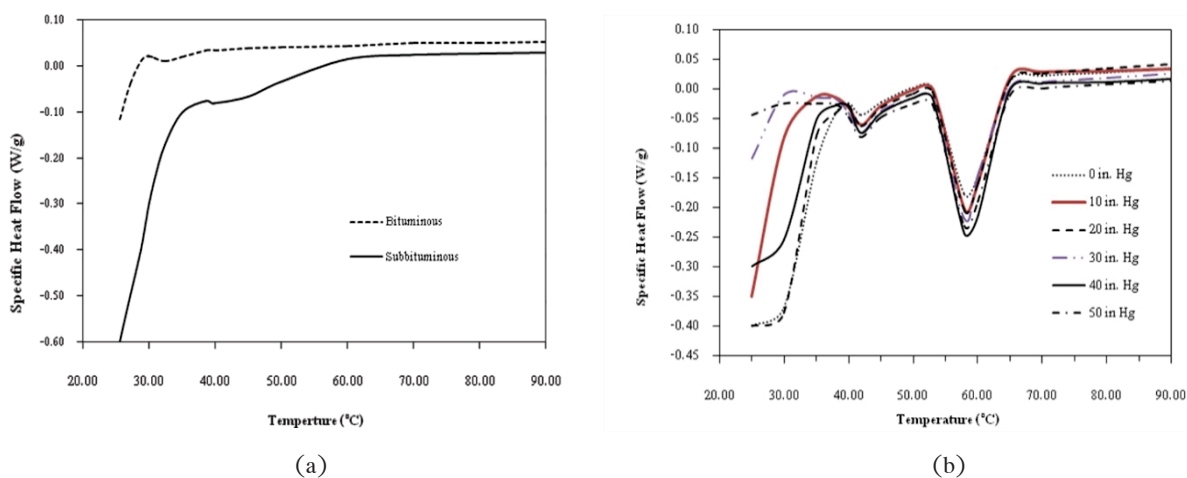 0.10
0.00
-0.10
-0.20
-0.30
-0.40
-0.50
-0.60
Specific Heat Flow (W/g)
Bituminous
Subbituminous
20.00 30.00 40.00 50.00 60.00 70.00 80.00 90.00
Temperture (°C)
(a)
0.10
0.05
0.00
-0.05
-0.10
-0.15
-0.20
-0.25
-0.30
-0.35
-0.40
-0.45
Specific Heat Flow (W/g)
0 in. Hg
10 in. Hg
20 in. Hg
30 in. Hg
40 in. Hg
50 in Hg
20.00 30.00 40.00 50.00 60.00 70.00 80.00 90.00
Temperature (°C)
(b)